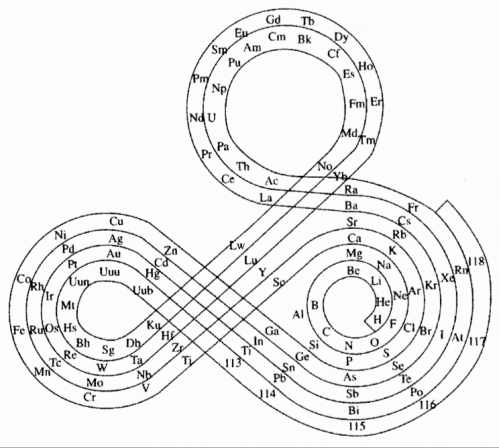 Gd Tb
Eu Cm Bk Dy
Sm Am Cf
Pu Es Ho
Pm Np Fm Er
Nd U Md Tm
Pr Pa Th No Yb
Ce Ac Ra
La Ba Fr
Cu Sr Cs
Ni Ag Zn Lw Ca Rb 118
Pd Au Cd Lu Mg K
Pt Uuu Hg Y Be Na Rn
Co Rh Uun Uub Sc Li Kr Xe
Ir Mt Al B He Ne Ar
Fe Ru Os Hs Ku Ga C H F Cl Br I At 117
Mn Tc Re Bh Sg Db Hf In Si N O S
W Ta Zr Ti Ge P Se
Mo Nb Ti 113 Sn As Te
Cr V 114 Pb Sb Po 116
Bi
115